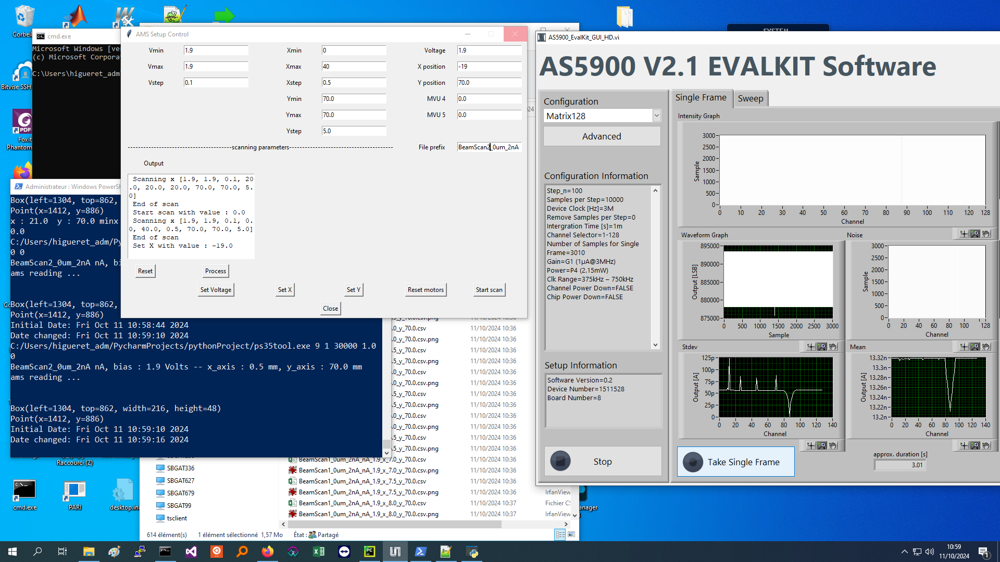 Corbeil
cmd.exe
Microsoft Windows [ve
(c) Microsoft Corpora
C:\Users\higueret_adm
Bitvise SSH
Foxit
Phantom
AMS Setup Control
Vmin 1.9 Xmin 0 Voltage 1.9
Vmax 1.9 Xmax 40 X position -19
Vstep 0.1 Xstep 0.5 Y position 70.0
Ymin 70.0 MVU 4 0.0
Ymax 70.0 MVU 5 0.0
Ystep 5.0
scanning parameters
File prefix BeamScan2_0um_2nA
Output
Scanning x [1.9, 1.9, 0.1, 20
.0, 20.0, 20.0, 70.0, 70.0, 5.
0]
End of scan
Start scan with value : 0.0
Scanning x [1.9, 1.9, 0.1, 0.
0, 40.0, 0.5, 70.0, 70.0, 5.0]
End of scan
Set X with value : -19.0
Reset Process
Set Voltage Set X Set Y Reset motors Start scan
Close
Administrateur : Windows PowerSh
Box(left=1304, top=862,
Point(x=1412, y=886)
x : 21.0  y : 70.0 minx
0.0
C:/Users/higueret_adm/Py
0 0
BeamScan2_0um_2nA nA, bi
ams reading ...
Box(left=1304, top=862,
Point(x=1412, y=886)
Initial Date: Fri Oct 11 10:58:44 2024
Date changed: Fri Oct 11 10:59:10 2024
C:/Users/higueret_adm/PycharmProjects/pythonProject/ps35tool.exe 9 1 30000 1.0
0
BeamScan2_0um_2nA nA, bias : 1.9 Volts -- x_axis : 0.5 mm, y_axis : 70.0 mm
ams reading ...
Box(left=1304, top=862, width=216, height=48)
Point(x=1412, y=886)
Initial Date: Fri Oct 11 10:59:10 2024
Date changed: Fri Oct 11 10:59:16 2024
.0_y_70.0.csv 11/10/2024 10:36
.0_y_70.0.csv.png 11/10/2024 10:36
.5_y_70.0.csv 11/10/2024 10:36
.5_y_70.0.csv.png 11/10/2024 10:36
.0_y_70.0.csv 11/10/2024 10:36
.0_y_70.0.csv.png 11/10/2024 10:36
.5_y_70.0.csv 11/10/2024 10:36
.5_y_70.0.csv.png 11/10/2024 10:36
.0_y_70.0.csv 11/10/2024 10:36
.0_y_70.0.csv.png 11/10/2024 10:36
.5_y_70.0.csv 11/10/2024 10:36
.5_y_70.0.csv.png 11/10/2024 10:36
BeamScan1_0um_2nA_nA_1.9_x_7.0_y_70.0.csv 11/10/2024 10:36
BeamScan1_0um_2nA_nA_1.9_x_7.0_y_70.0.csv.png 11/10/2024 10:36 IrfanView
BeamScan1_0um_2nA_nA_1.9_x_7.5_y_70.0.csv 11/10/2024 10:36 Fichier CS
BeamScan1_0um_2nA_nA_1.9_x_7.5_y_70.0.csv.png 11/10/2024 10:36 IrfanView
BeamScan1_0um_2nA_nA_1.9_x_8.0_y_70.0.csv 11/10/2024 10:37 Fichier CS
BeamScan1_0um_2nA_nA_1.9_x_8.0_y_70.0.csv.png 11/10/2024 10:37 IrfanView
SBGAT336
SBGAT627
SBGAT679
SBGAT99
tsclient
614 élément(s) 1 élément sélectionné 1,57 Mo État : Partagé
Raccourci (2)
cmd.exe
PARI
desktop.ini
anager
SYSTEM
AS5900_EvalKit_GUI_HD.vi
AS5900 V2.1 EVALKIT Software
Configuration
Matrix128
Advanced
Configuration Information
Step_n=100
Samples per Step=10000
Device Clock [Hz]=3M
Remove Samples per Step=0
Intergration Time [s]=1m
Channel Selector=1-128
Number of Samples for Single
Frame=3010
Gain=G1 (1µA@3MHz)
Power=P4 (2.15mW)
Clk Range=375kHz – 750kHz
Channel Power Down=FALSE
Chip Power Down=FALSE
Setup Information
Software Version=0.2
Device Number=1511528
Board Number=8
Stop
Single Frame Sweep
Intensity Graph
Sample
3000
2500
2000
1500
1000
500
0
0 10 20 30 40 50 60 70 80 90 100 110 120 128
Channel
Waveform Graph
Output [LSB]
895000
890000
885000
880000
875000
0 500 1000 1500 2000 2500 3000
Sample
Noise
Sample
3000
2500
2000
1500
1000
500
0
0 20 40 60 80 100 128
Channel
Stdev
Output [A]
125p
100p
75p
50p
25p
0
0 20 40 60 80 100 120 140
Channel
Mean
Output [A]
13.32n
13.3n
13.28n
13.26n
13.24n
13.22n
13.2n
0 20 40 60 80 100 120 140
Channel
Take Single Frame
approx. duration [s]
3.01
10:59
11/10/2024
1